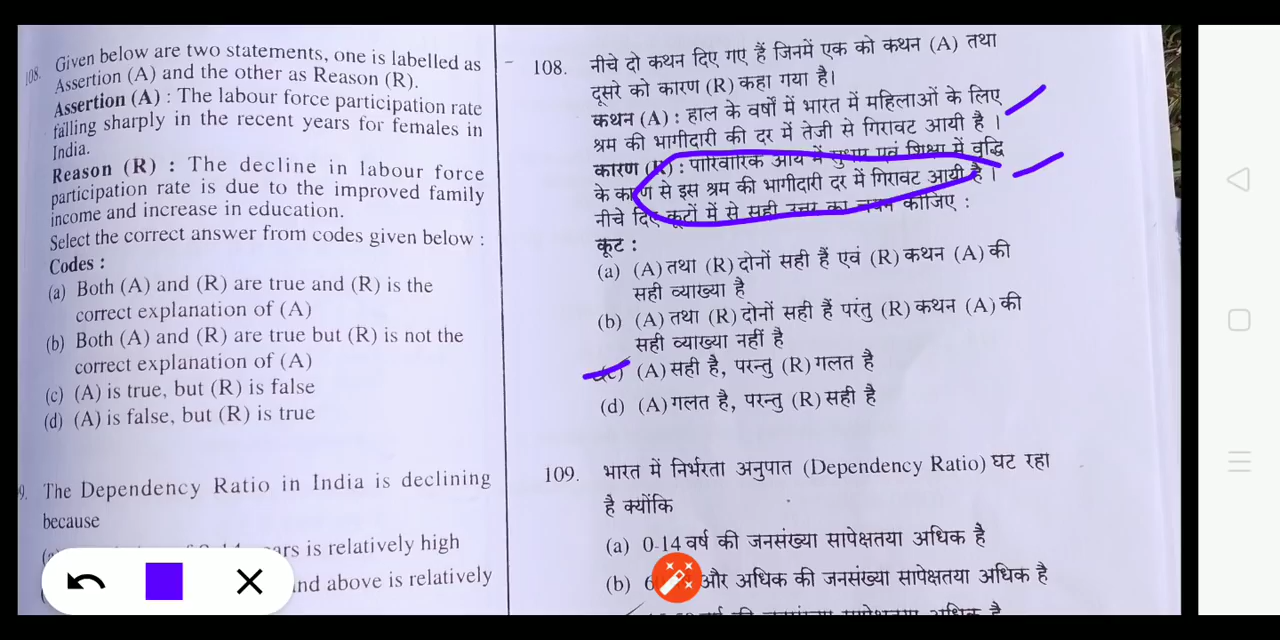 108.
Given below are two statements, one is labelled as
Assertion (A) and the other as Reason (R).
Assertion (A) : The labour force participation rate
falling sharply in the recent years for females in
India.
Reason (R) : The decline in labour force
participation rate is due to the improved family
income and increase in education.
Select the correct answer from codes given below :
Codes :
(a) Both (A) and (R) are true and (R) is the
correct explanation of (A)
(b) Both (A) and (R) are true but (R) is not the
correct explanation of (A)
(c) (A) is true, but (R) is false
(d) (A) is false, but (R) is true
9. The Dependency Ratio in India is declining
because
ars is relatively high
nd above is relatively
108. नीचे दो कथन दिए गए हैं जिनमें एक को कथन (A) तथा
दूसरे को कारण (R) कहा गया है।
कथन (A) : हाल के वर्षों में भारत में महिलाओं के लिए
श्रम की भागीदारी की दर में तेजी से गिरावट आयी है ।
कारण (R) : पारिवारिक आय में सुधार एवं शिक्षा में वृद्धि
के कारण से इस श्रम की भागीदारी दर में गिरावट आयी है ।
नीचे दिए कूटों में से सही उत्तर का चयन कीजिए :
कूट :
(a) (A) तथा (R) दोनों सही हैं एवं (R) कथन (A) की
सही व्याख्या है
(b) (A) तथा (R) दोनों सही हैं परंतु (R) कथन (A) की
सही व्याख्या नहीं है
(c) (A) सही है, परन्तु (R) गलत है
(d) (A) गलत है, परन्तु (R) सही है
109. भारत में निर्भरता अनुपात (Dependency Ratio) घट रहा
है क्योंकि
(a) 0-14 वर्ष की जनसंख्या सापेक्षतया अधिक है
(b) और अधिक की जनसंख्या सापेक्षतया अधिक है